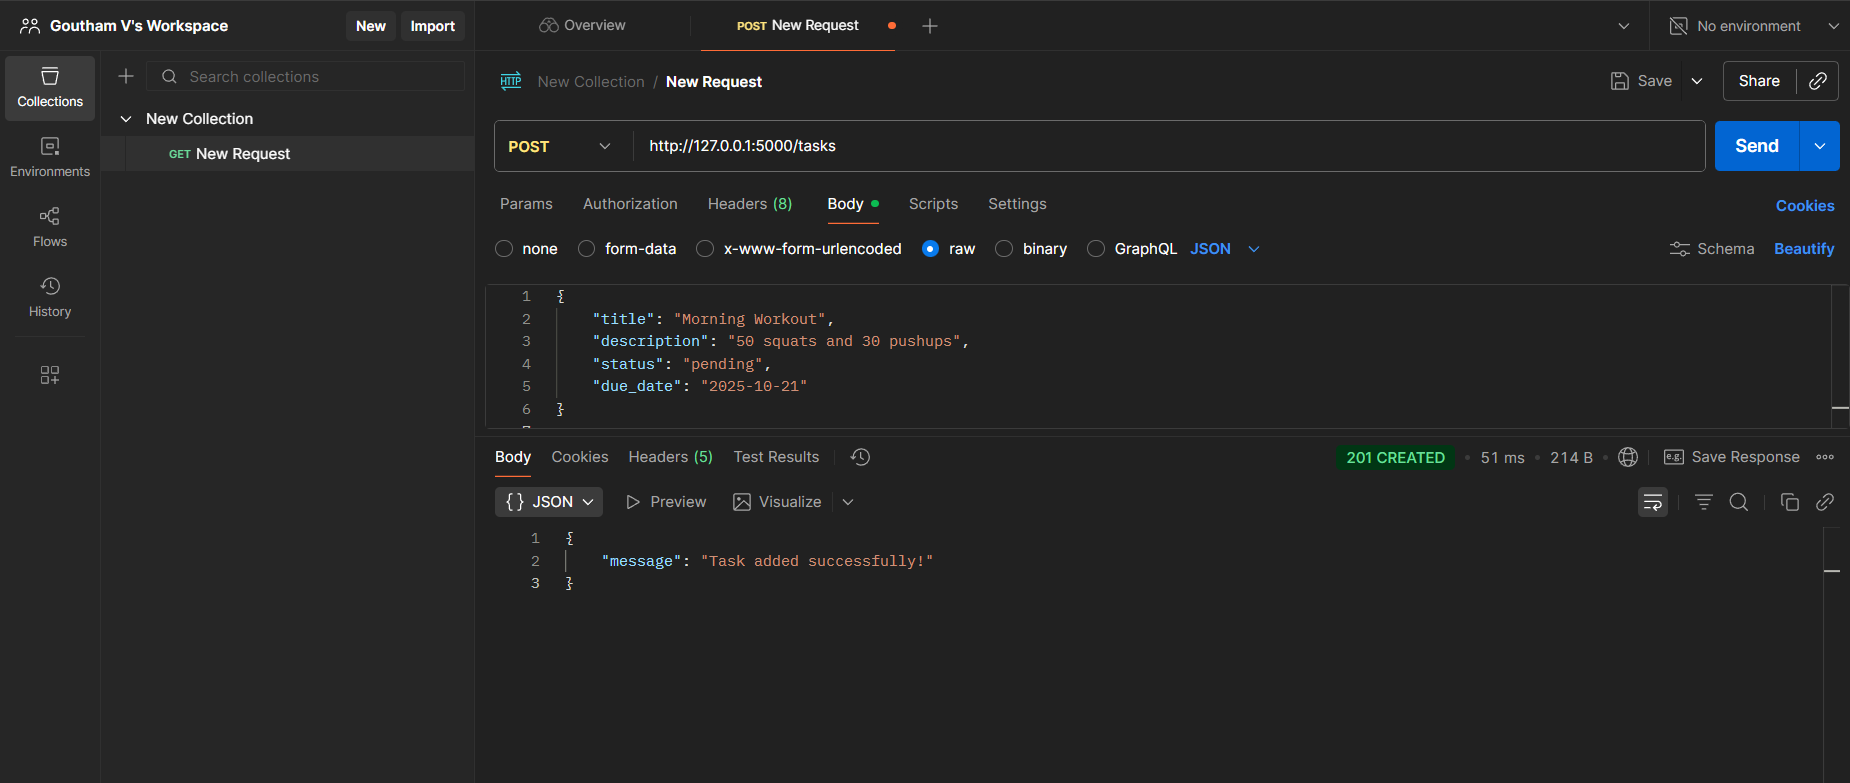 Goutham V's Workspace New Import
Overview
POST New Request
No environment
Collections
Environments
Flows
History
Search collections
New Collection
GET New Request
HTTP New Collection / New Request
Save Share
POST http://127.0.0.1:5000/tasks Send
Params Authorization Headers (8) Body Scripts Settings Cookies
none form-data x-www-form-urlencoded raw binary GraphQL JSON Schema Beautify
1 {
2 "title": "Morning Workout",
3 "description": "50 squats and 30 pushups",
4 "status": "pending",
5 "due_date": "2025-10-21"
6 }
Body Cookies Headers (5) Test Results 201 CREATED • 51 ms • 214 B • e.g. Save Response
{} JSON Preview Visualize
1 {
2 "message": "Task added successfully!"
3 }